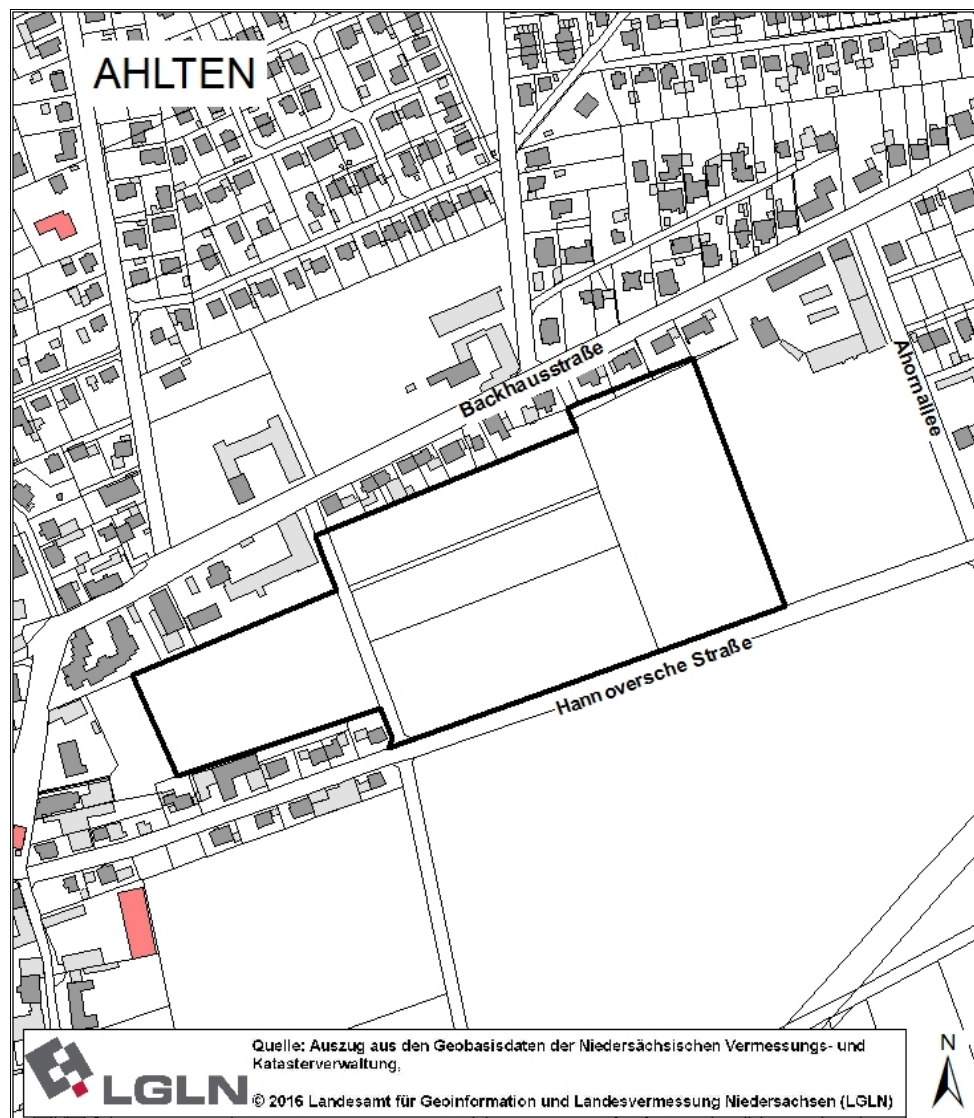 AHLTEN
Backhausstraße
Ahornallee
Hannoversche Straße
Quelle: Auszug aus den Geobasisdaten der Niedersächsischen Vermessungs- und
Katasterverwaltung,
LGLN
© 2016 Landesamt für Geoinformation und Landesvermessung Niedersachsen (LGLN)
N